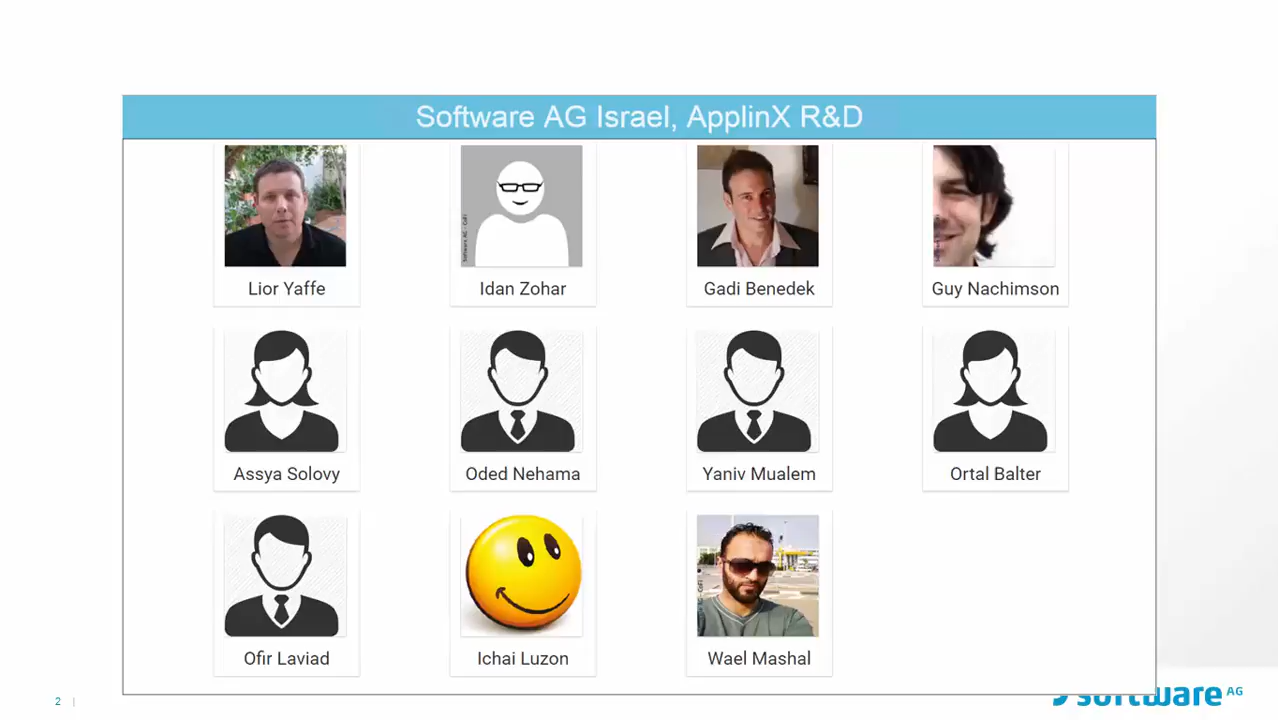 Software AG Israel, ApplinX R&D
Lior Yaffe
Idan Zohar
Gadi Benedek
Guy Nachimson
Assya Solovy
Oded Nehama
Yaniv Mualem
Ortal Balter
Ofir Laviad
Ichai Luzon
Wael Mashal
2 |
software AG